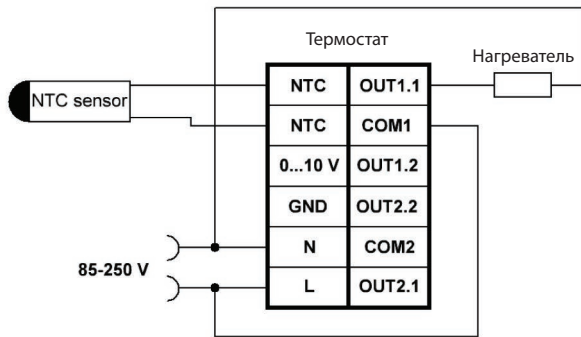 Термостат
Нагреватель
NTC sensor
NTC OUT1.1
NTC COM1
0...10 V OUT1.2
GND OUT2.2
N COM2
L OUT2.1
85-250 V